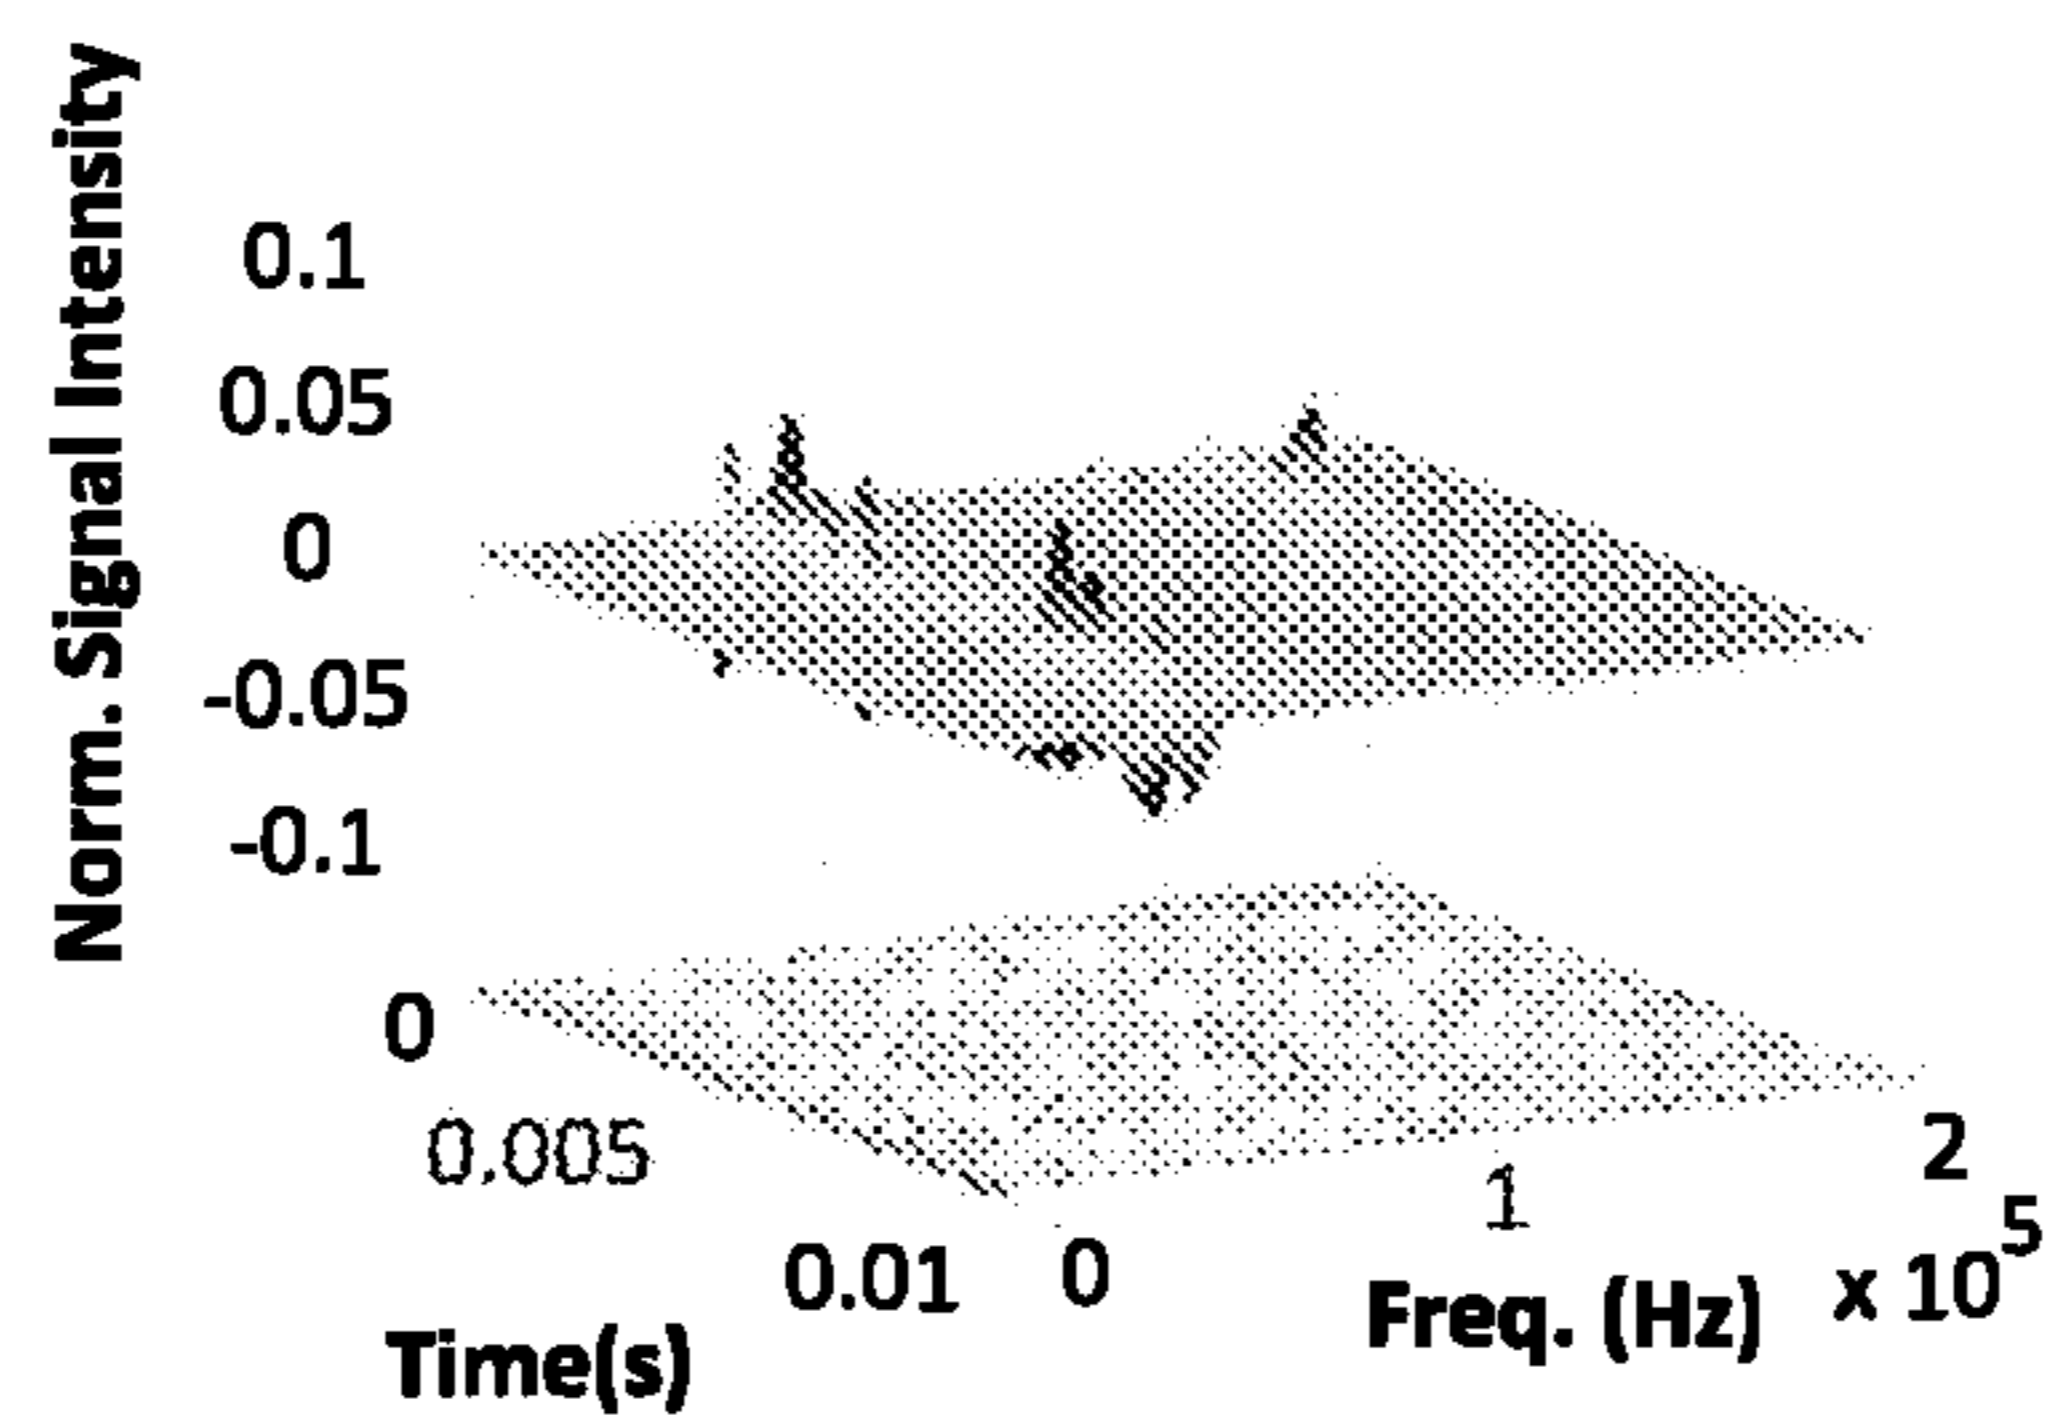 Norm. Signal Intensity
0.1
0.05
0
-0.05
-0.1
0
0.005
0.01
Time(s)
0
1
2
x 10^5
Freq. (Hz)